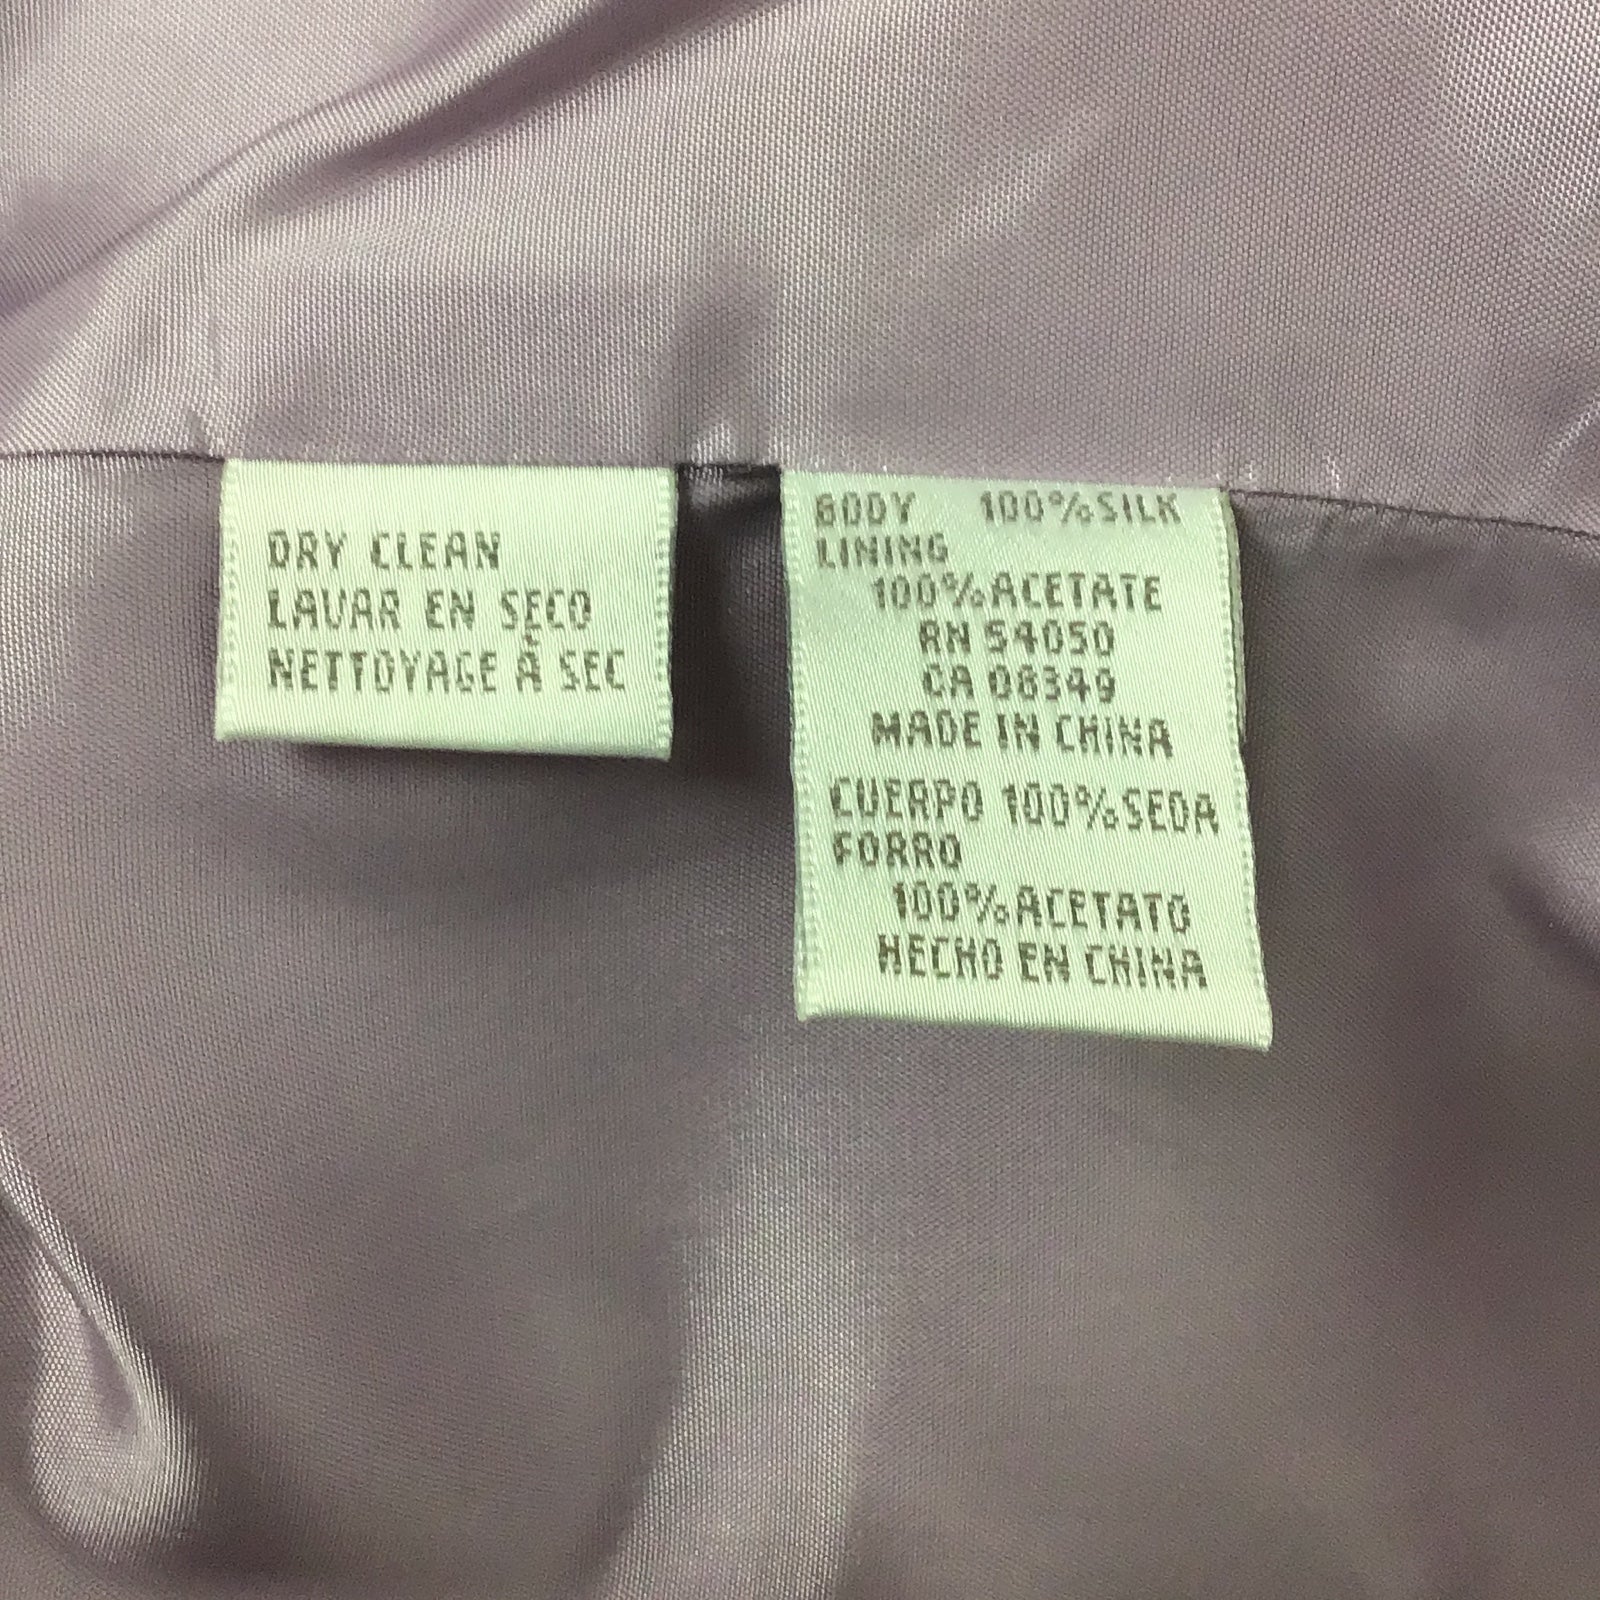 DRY CLEAN
LAVAR EN SECO
NETTOYAGE À SEC
BODY 100%SILK
LINING
100%ACETATE
RN 54050
CA 08349
MADE IN CHINA
CUERPO 100%SEDA
FORRO
100%ACETATO
HECHO EN CHINA